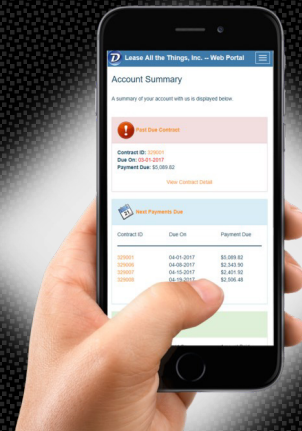 Lease All the Things, Inc. – Web Portal
Account Summary
A summary of your account with us is displayed below.
Past Due Contract
Contract ID: 329001
Due On: 03-01-2017
Payment Due: $5,089.82
View Contract Detail
Next Payments Due
Contract ID Due On Payment Due
329001 04-01-2017 $5,089.82
329006 04-08-2017 $2,343.90
329007 04-15-2017 $2,401.92
329008 04-19-2017 $2,506.48